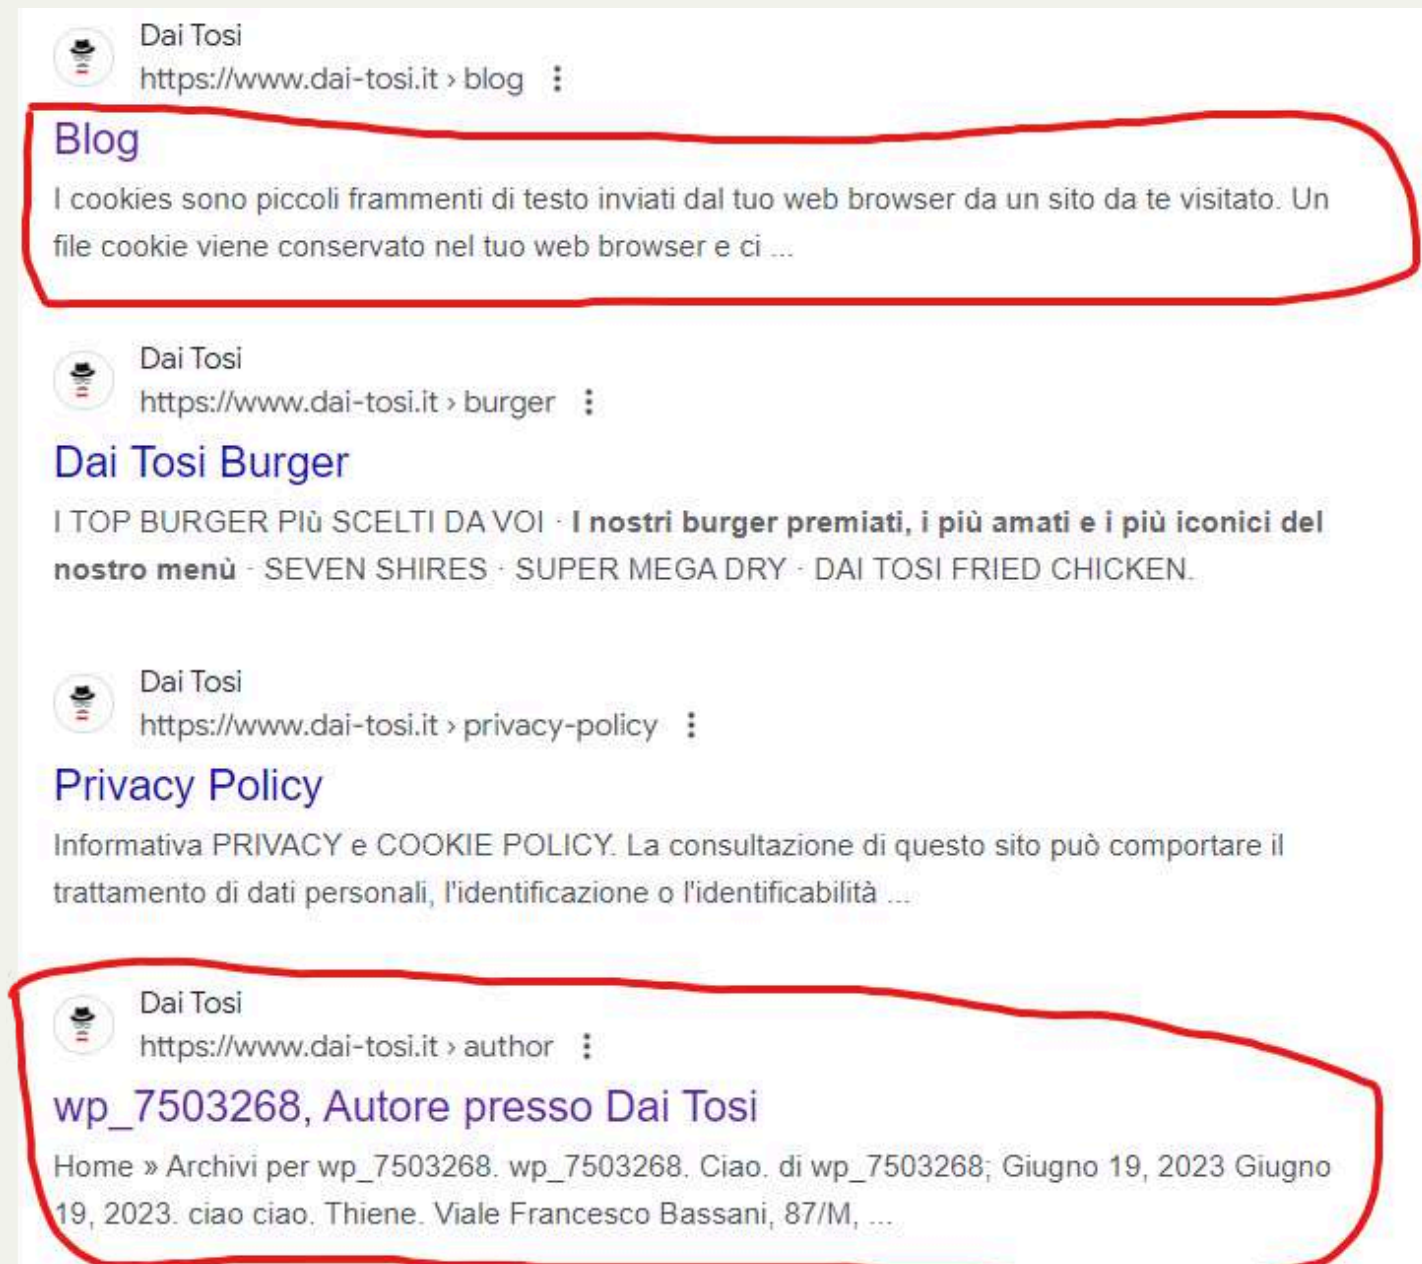 Dai Tosi
https://www.dai-tosi.it › blog
Blog
I cookies sono piccoli frammenti di testo inviati dal tuo web browser da un sito da te visitato. Un
file cookie viene conservato nel tuo web browser e ci ...
Dai Tosi
https://www.dai-tosi.it › burger
Dai Tosi Burger
I TOP BURGER PIù SCELTI DA VOI · I nostri burger premiati, i più amati e i più iconici del
nostro menù · SEVEN SHIRES · SUPER MEGA DRY · DAI TOSI FRIED CHICKEN.
Dai Tosi
https://www.dai-tosi.it › privacy-policy
Privacy Policy
Informativa PRIVACY e COOKIE POLICY. La consultazione di questo sito può comportare il
trattamento di dati personali, l'identificazione o l'identificabilità ...
Dai Tosi
https://www.dai-tosi.it › author
wp_7503268, Autore presso Dai Tosi
Home » Archivi per wp_7503268. wp_7503268. Ciao. di wp_7503268; Giugno 19, 2023 Giugno
19, 2023. ciao ciao. Thiene. Viale Francesco Bassani, 87/M, ...